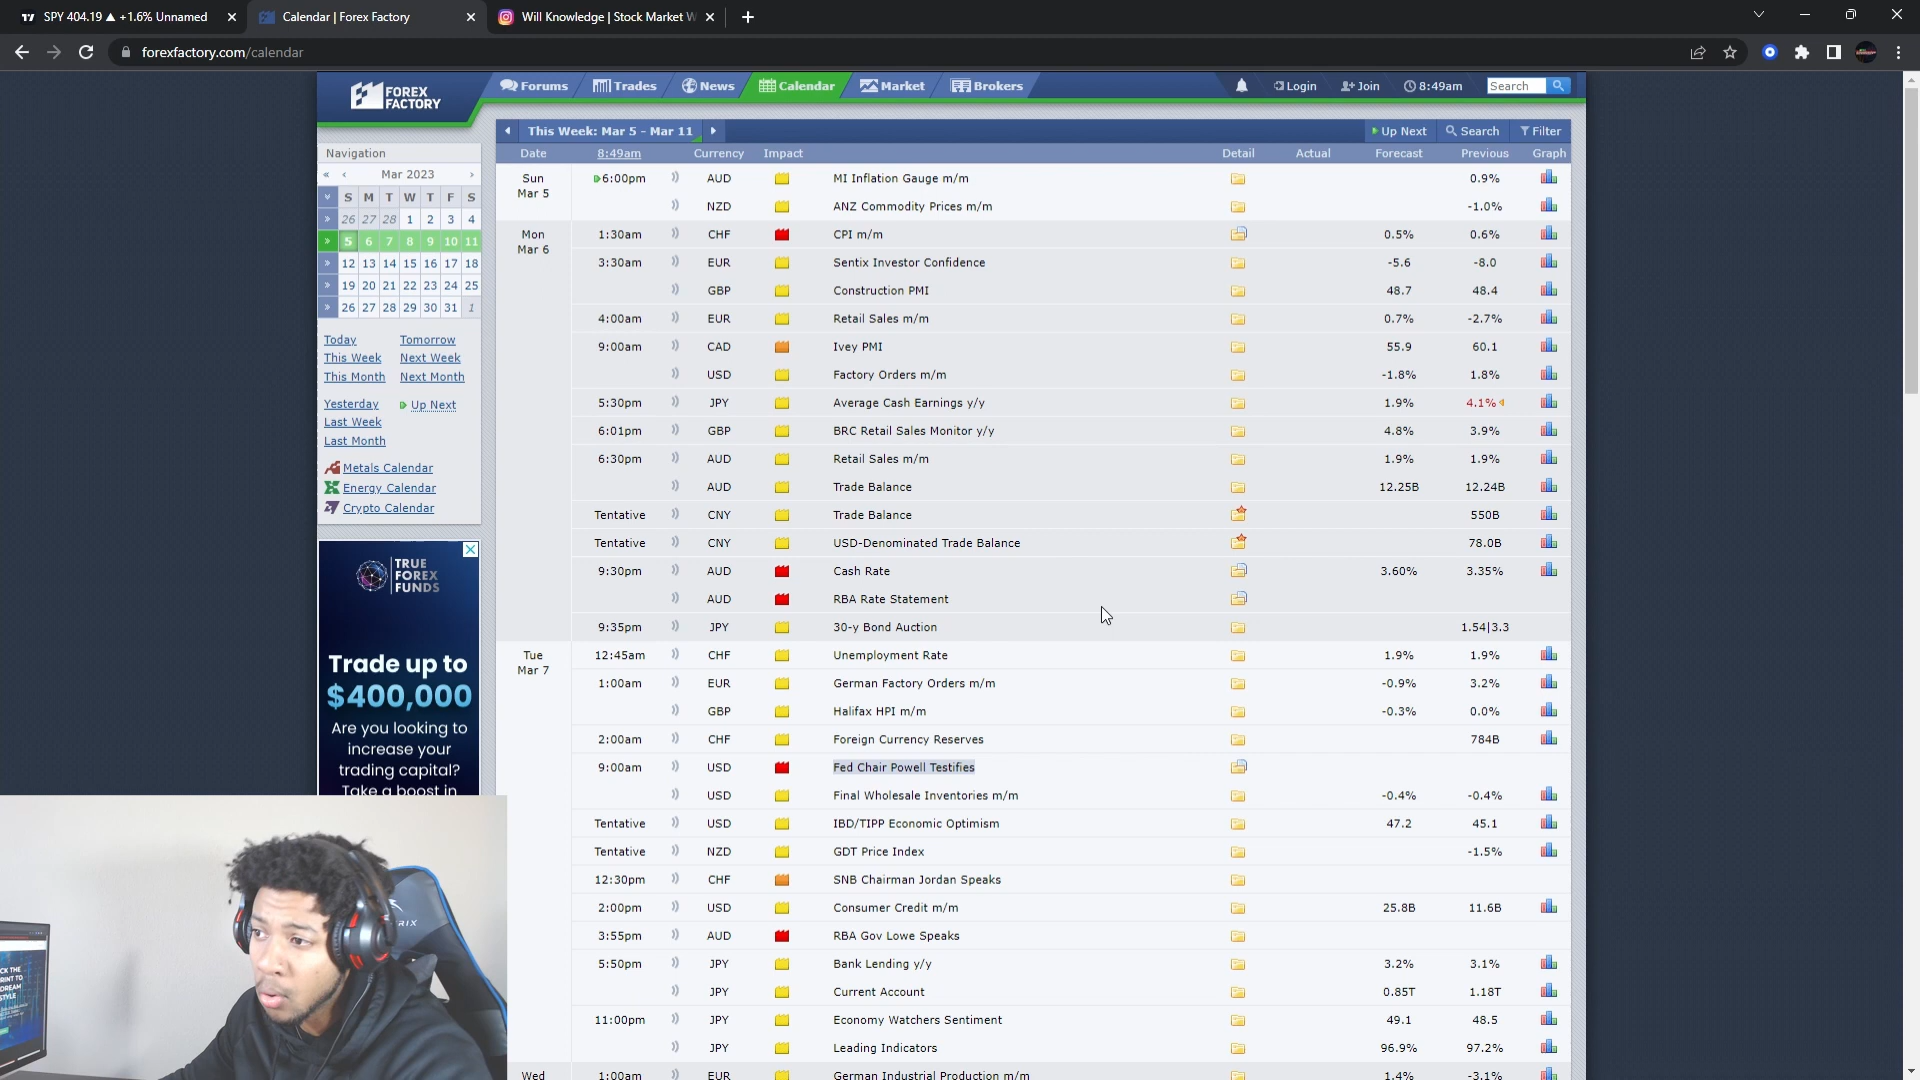 SPY 404.19 ▲ +1.6% Unnamed
Calendar | Forex Factory
Will Knowledge | Stock Market W
forexfactory.com/calendar
FOREX FACTORY
Forums
Trades
News
Calendar
Market
Brokers
Login
Join
8:49am
Search
This Week: Mar 5 - Mar 11
Up Next
Search
Filter
Navigation
« ‹ Mar 2023 ›
S M T W T F S
26 27 28 1 2 3 4
5 6 7 8 9 10 11
12 13 14 15 16 17 18
19 20 21 22 23 24 25
26 27 28 29 30 31 1
Today Tomorrow
This Week Next Week
This Month Next Month
Yesterday Up Next
Last Week
Last Month
Metals Calendar
Energy Calendar
Crypto Calendar
TRUE
FOREX
FUNDS
Trade up to
$400,000
Are you looking to
increase your
trading capital?
Take a boost in
Date 8:49am Currency Impact Detail Actual Forecast Previous Graph
Sun Mar 5 6:00pm AUD MI Inflation Gauge m/m 0.9%
NZD ANZ Commodity Prices m/m -1.0%
Mon Mar 6 1:30am CHF CPI m/m 0.5% 0.6%
3:30am EUR Sentix Investor Confidence -5.6 -8.0
GBP Construction PMI 48.7 48.4
4:00am EUR Retail Sales m/m 0.7% -2.7%
9:00am CAD Ivey PMI 55.9 60.1
USD Factory Orders m/m -1.8% 1.8%
5:30pm JPY Average Cash Earnings y/y 1.9% 4.1%
6:01pm GBP BRC Retail Sales Monitor y/y 4.8% 3.9%
6:30pm AUD Retail Sales m/m 1.9% 1.9%
AUD Trade Balance 12.25B 12.24B
Tentative CNY Trade Balance 550B
Tentative CNY USD-Denominated Trade Balance 78.0B
9:30pm AUD Cash Rate 3.60% 3.35%
AUD RBA Rate Statement
9:35pm JPY 30-y Bond Auction 1.54|3.3
Tue Mar 7 12:45am CHF Unemployment Rate 1.9% 1.9%
1:00am EUR German Factory Orders m/m -0.9% 3.2%
GBP Halifax HPI m/m -0.3% 0.0%
2:00am CHF Foreign Currency Reserves 784B
9:00am USD Fed Chair Powell Testifies
USD Final Wholesale Inventories m/m -0.4% -0.4%
Tentative USD IBD/TIPP Economic Optimism 47.2 45.1
Tentative NZD GDT Price Index -1.5%
12:30pm CHF SNB Chairman Jordan Speaks
2:00pm USD Consumer Credit m/m 25.8B 11.6B
3:55pm AUD RBA Gov Lowe Speaks
5:50pm JPY Bank Lending y/y 3.2% 3.1%
JPY Current Account 0.85T 1.18T
11:00pm JPY Economy Watchers Sentiment 49.1 48.5
JPY Leading Indicators 96.9% 97.2%
Wed 1:00am EUR German Industrial Production m/m 1.4% -3.1%